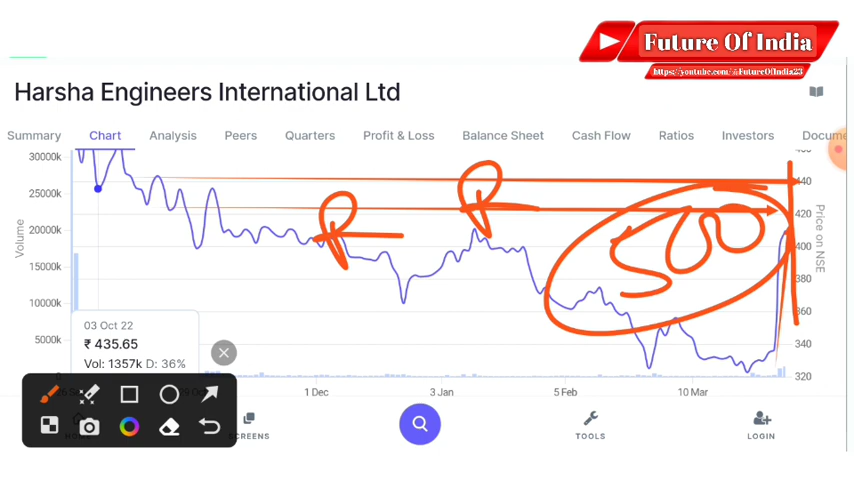 Future Of India
https://youtube.com/@FutureOfIndia23
Harsha Engineers International Ltd
Summary Chart Analysis Peers Quarters Profit & Loss Balance Sheet Cash Flow Ratios Investors Docume
30000k
25000k 440
20000k 420
15000k 400
10000k 380
5000k 360
340
320
Volume
Price on NSE
500
03 Oct 22
₹ 435.65
Vol: 1357k D: 36%
1 Dec 3 Jan 5 Feb 10 Mar
SCREENS TOOLS LOGIN